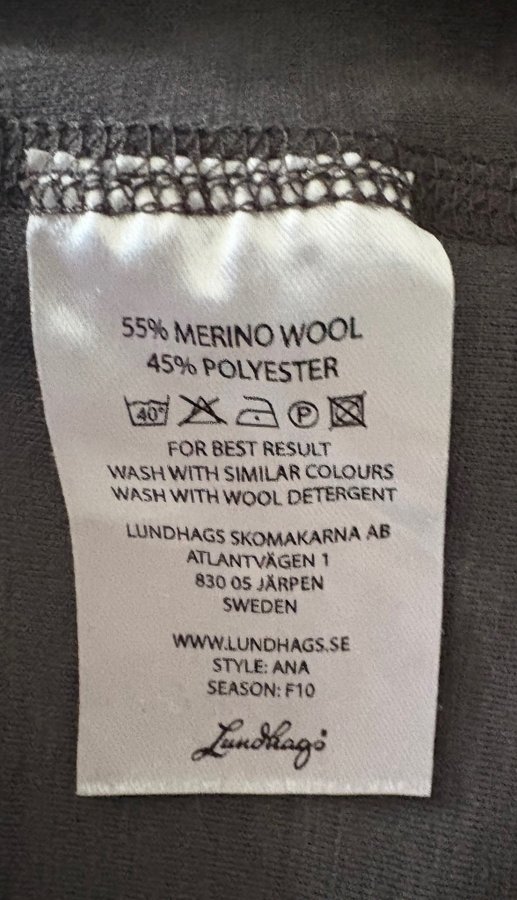 55% MERINO WOOL
45% POLYESTER
40° P
FOR BEST RESULT
WASH WITH SIMILAR COLOURS
WASH WITH WOOL DETERGENT
LUNDHAGS SKOMAKARNA AB
ATLANTVÄGEN 1
830 05 JÄRPEN
SWEDEN
WWW.LUNDHAGS.SE
STYLE: ANA
SEASON: F10
Lundhags